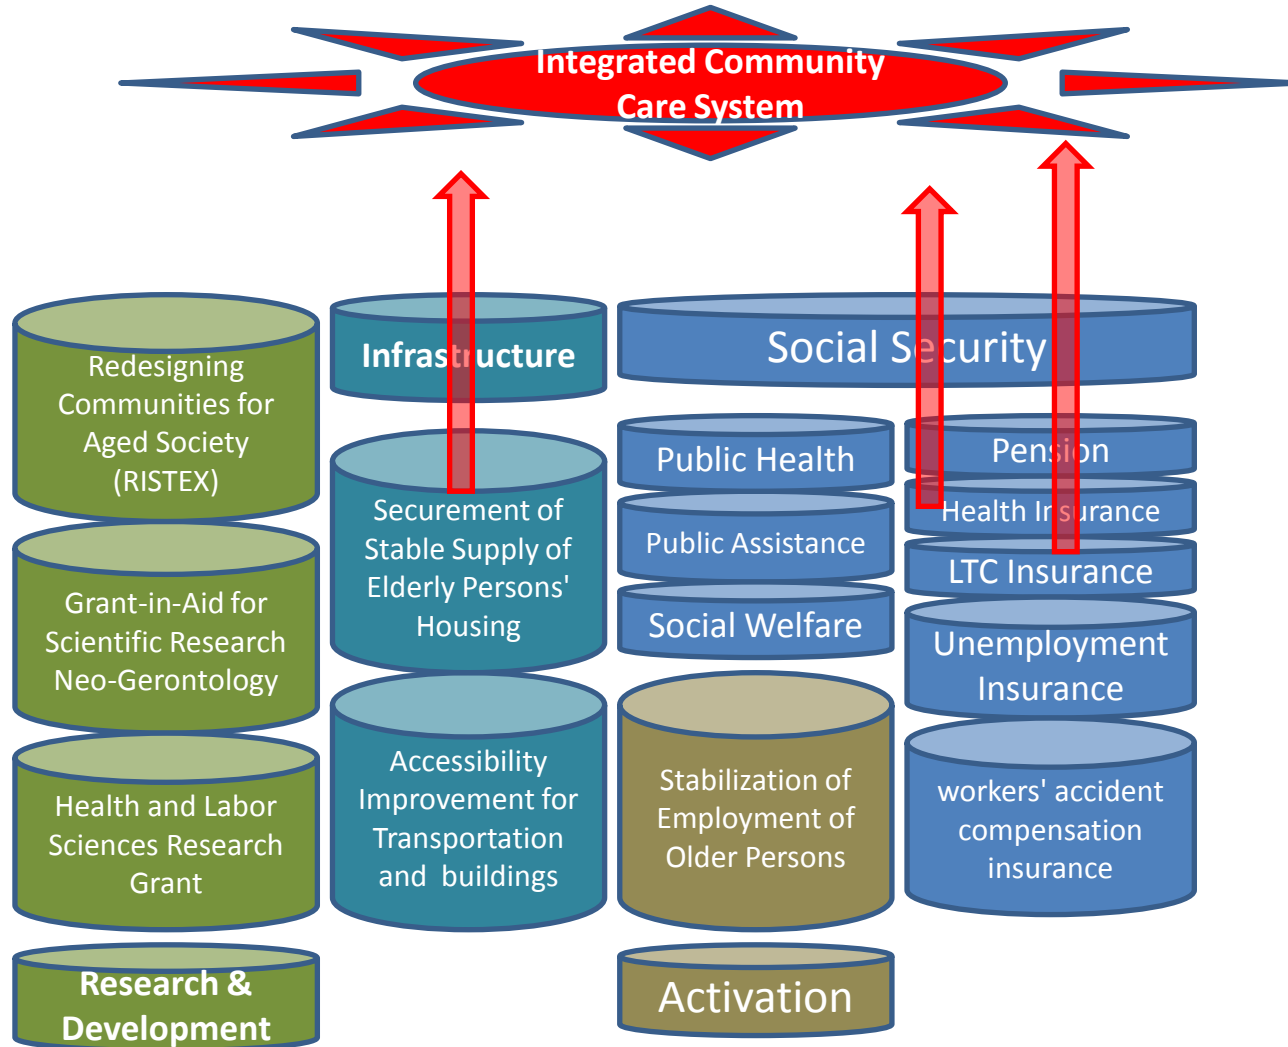 Integrated Community
Care System
Redesigning
Communities for
Aged Society
(RISTEX)
Grant-in-Aid for
Scientific Research
Neo-Gerontology
Health and Labor
Sciences Research
Grant
Research &
Development
Infrastructure
Securement of
Stable Supply of
Elderly Persons'
Housing
Accessibility
Improvement for
Transportation
and buildings
Social Security
Public Health
Public Assistance
Social Welfare
Stabilization of
Employment of
Older Persons
Activation
Pension
Health Insurance
LTC Insurance
Unemployment
Insurance
workers' accident
compensation
insurance